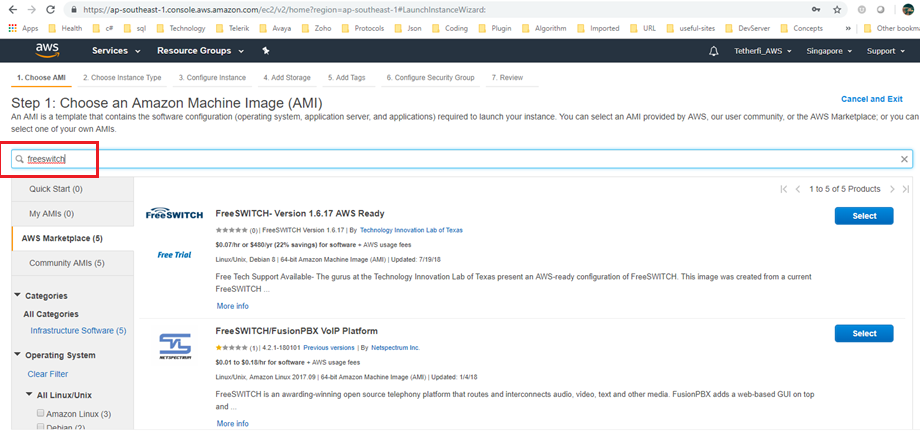 https://ap-southeast-1.console.aws.amazon.com/ec2/v2/home?region=ap-southeast-1#LaunchInstanceWizard:
Apps Health c# sql Technology Telerik Avaya Zoho Protocols Json Coding Plugin Algorithm Imported URL useful-sites DevServer Concepts » Other bookm
aws Services Resource Groups Tetherfi_AWS Singapore Support
1. Choose AMI 2. Choose Instance Type 3. Configure Instance 4. Add Storage 5. Add Tags 6. Configure Security Group 7. Review
Step 1: Choose an Amazon Machine Image (AMI)
Cancel and Exit
An AMI is a template that contains the software configuration (operating system, application server, and applications) required to launch your instance. You can select an AMI provided by AWS, our user community, or the AWS Marketplace; or you can
select one of your own AMIs.
freeswitch
Quick Start (0)
My AMIs (0)
AWS Marketplace (5)
Community AMIs (5)
Categories
All Categories
Infrastructure Software (5)
Operating System
Clear Filter
All Linux/Unix
Amazon Linux (3)
Debian (2)
1 to 5 of 5 Products
FreeSWITCH
Free Trial
FreeSWITCH- Version 1.6.17 AWS Ready
Select
(0) | FreeSWITCH Version 1.6.17 | By Technology Innovation Lab of Texas
$0.07/hr or $480/yr (22% savings) for software + AWS usage fees
Linux/Unix, Debian 8 | 64-bit Amazon Machine Image (AMI) | Updated: 7/19/18
Free Tech Support Available- The gurus at the Technology Innovation Lab of Texas present an AWS-ready configuration of FreeSWITCH. This image was created from a current
FreeSWITCH ...
More info
NETSPECTRUM
FreeSWITCH/FusionPBX VoIP Platform
Select
(1) | 4.2.1-180101 Previous versions | By Netspectrum Inc.
$0.01 to $0.18/hr for software + AWS usage fees
Linux/Unix, Amazon Linux 2017.09 | 64-bit Amazon Machine Image (AMI) | Updated: 1/4/18
FreeSWITCH is an award-winning open source telephony platform that routes and interconnects audio, video, text and other media. FusionPBX adds a web-based GUI on top
and ...
More info